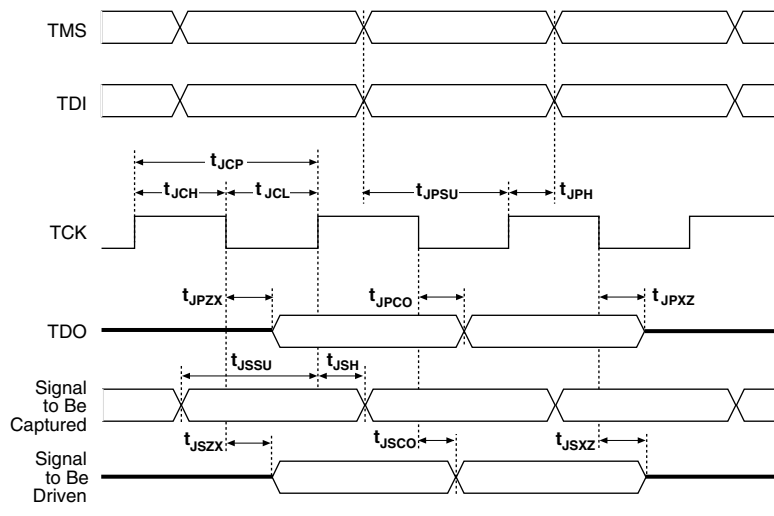 TMS
TDI
tJCP
tJCH
tJCL
tJPSU
tJPH
TCK
tJPZX
tJPCO
tJPXZ
TDO
tJSSU
tJSH
Signal
to Be
Captured
tJSZX
tJSCO
tJSXZ
Signal
to Be
Driven